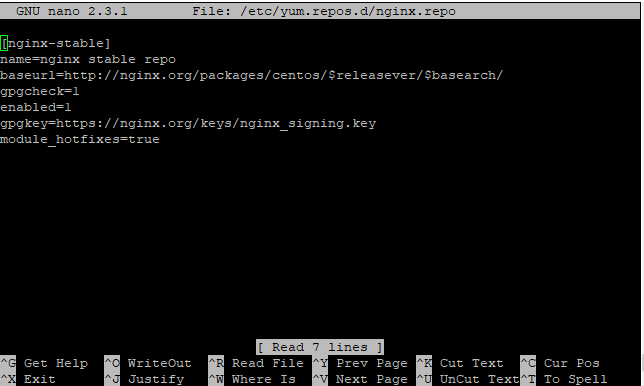 GNU nano 2.3.1 File: /etc/yum.repos.d/nginx.repo
[nginx-stable]
name=nginx stable repo
baseurl=http://nginx.org/packages/centos/$releasever/$basearch/
gpgcheck=1
enabled=1
gpgkey=https://nginx.org/keys/nginx_signing.key
module_hotfixes=true
[ Read 7 lines ]
^G Get Help ^O WriteOut ^R Read File ^Y Prev Page ^K Cut Text ^C Cur Pos
^X Exit ^J Justify ^W Where Is ^V Next Page ^U UnCut Text ^T To Spell